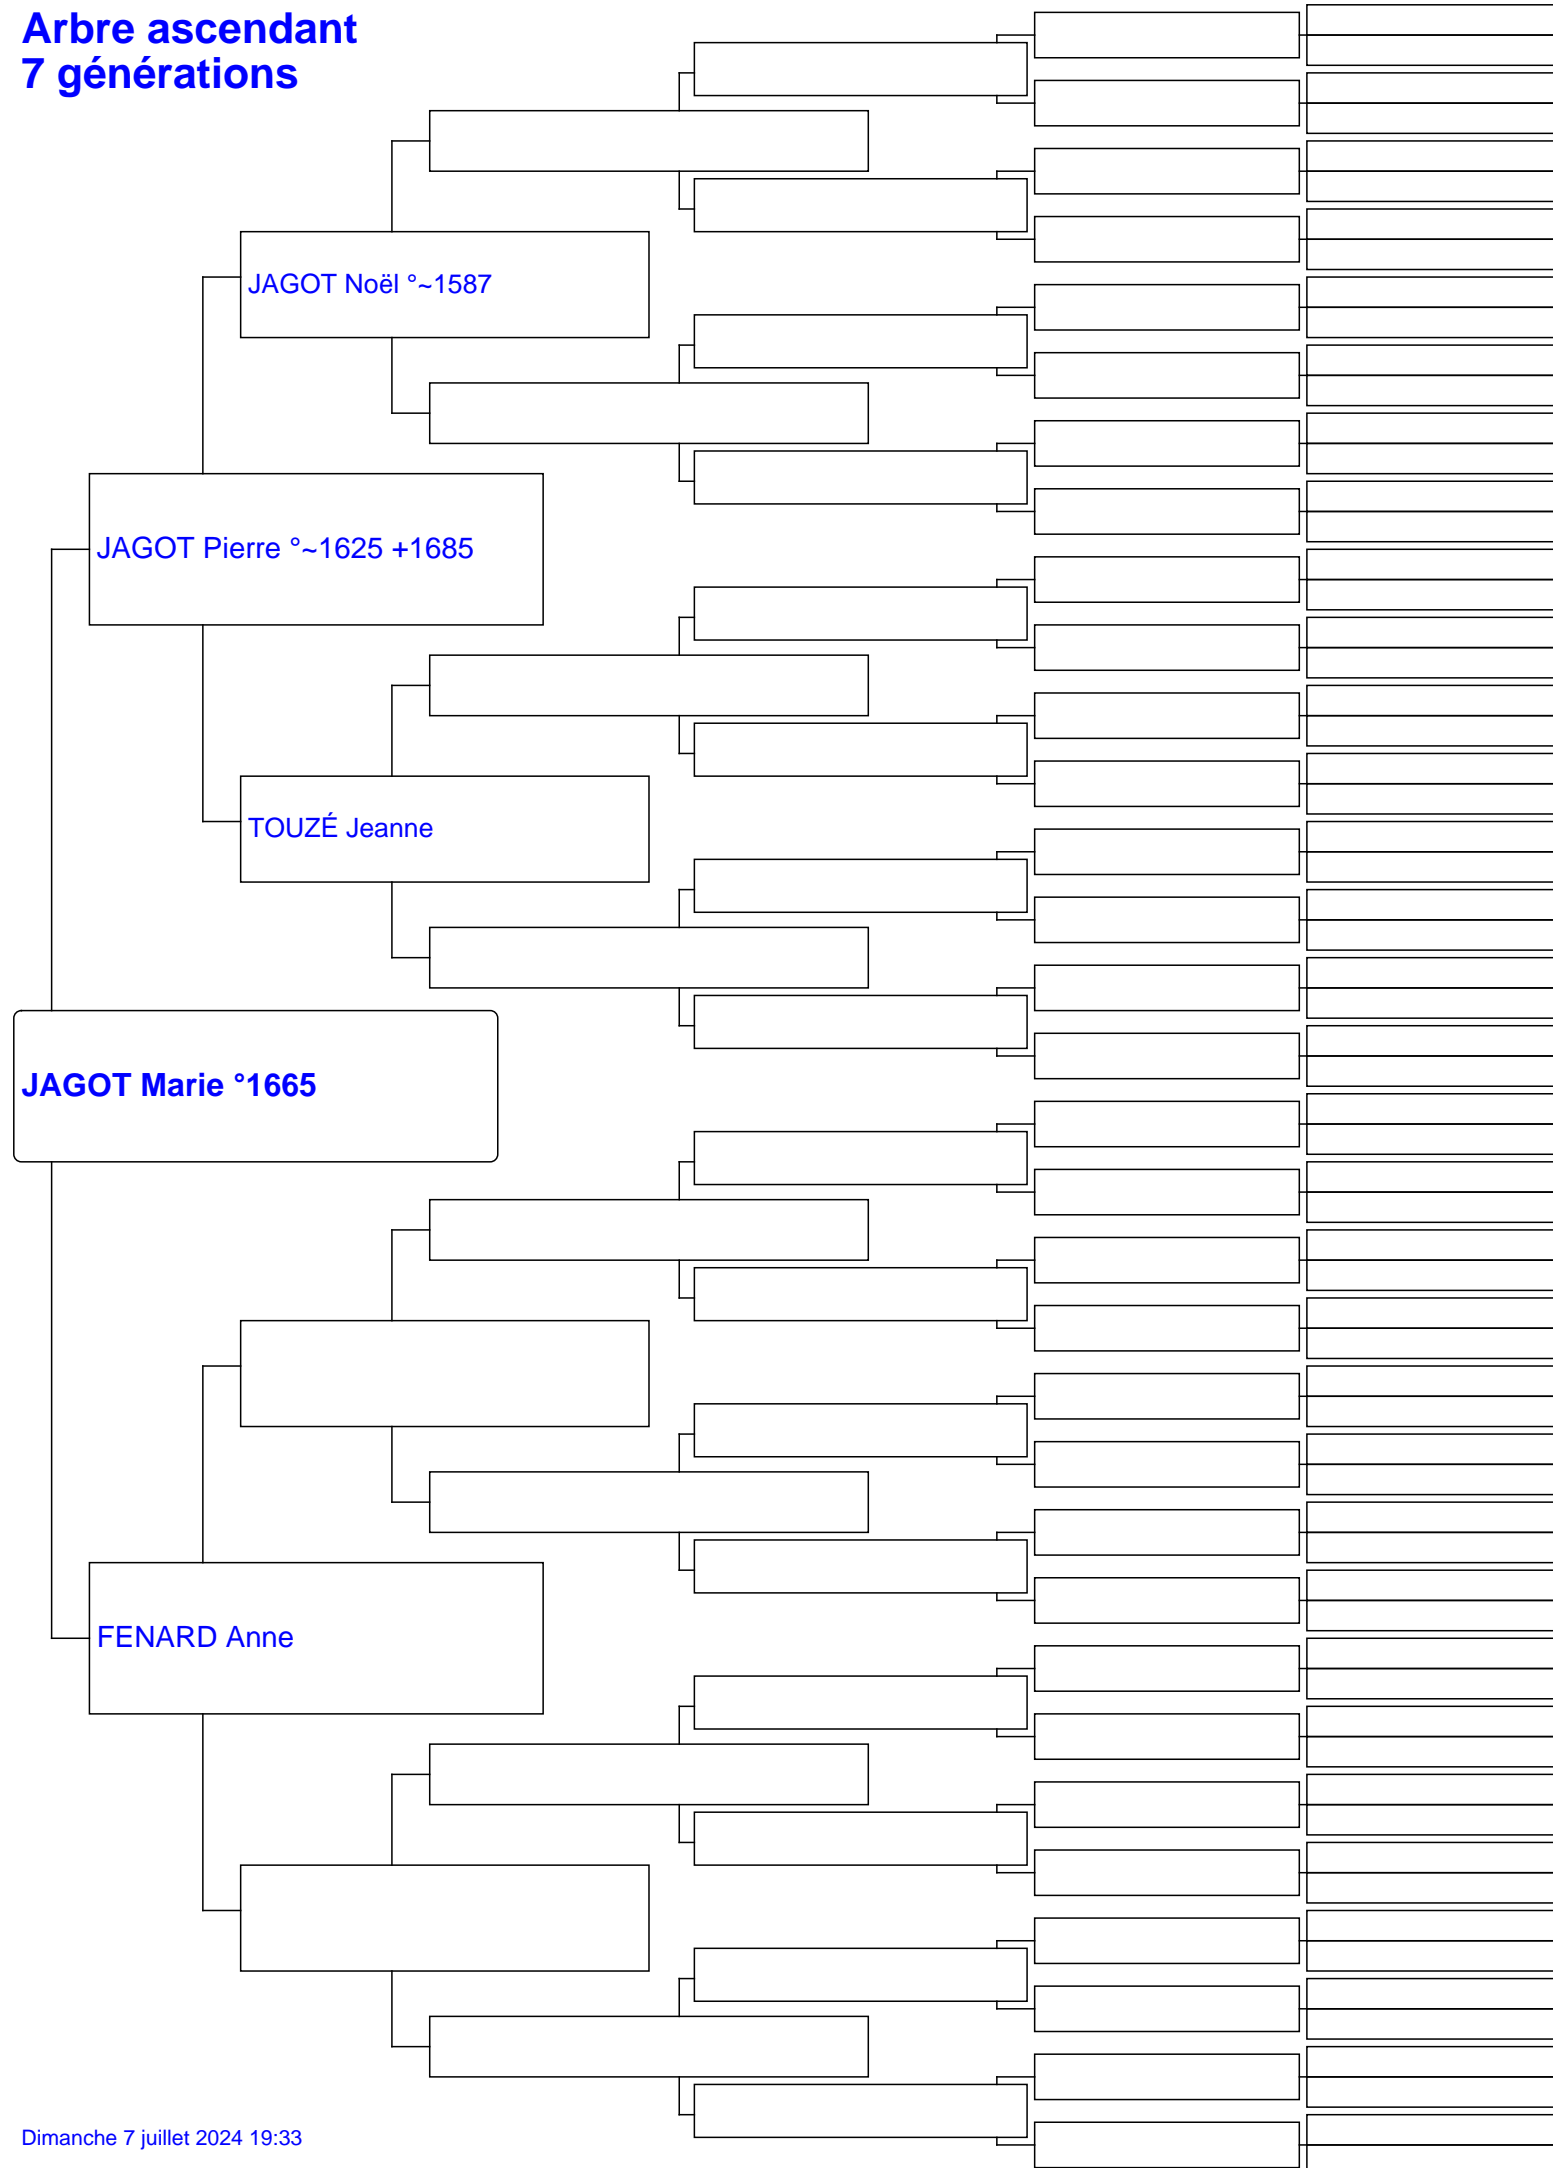 Arbre ascendant
7 générations
JAGOT Noël °~1587
JAGOT Pierre °~1625 +1685
TOUZÉ Jeanne
JAGOT Marie °1665
FENARD Anne
Dimanche 7 juillet 2024 19:33